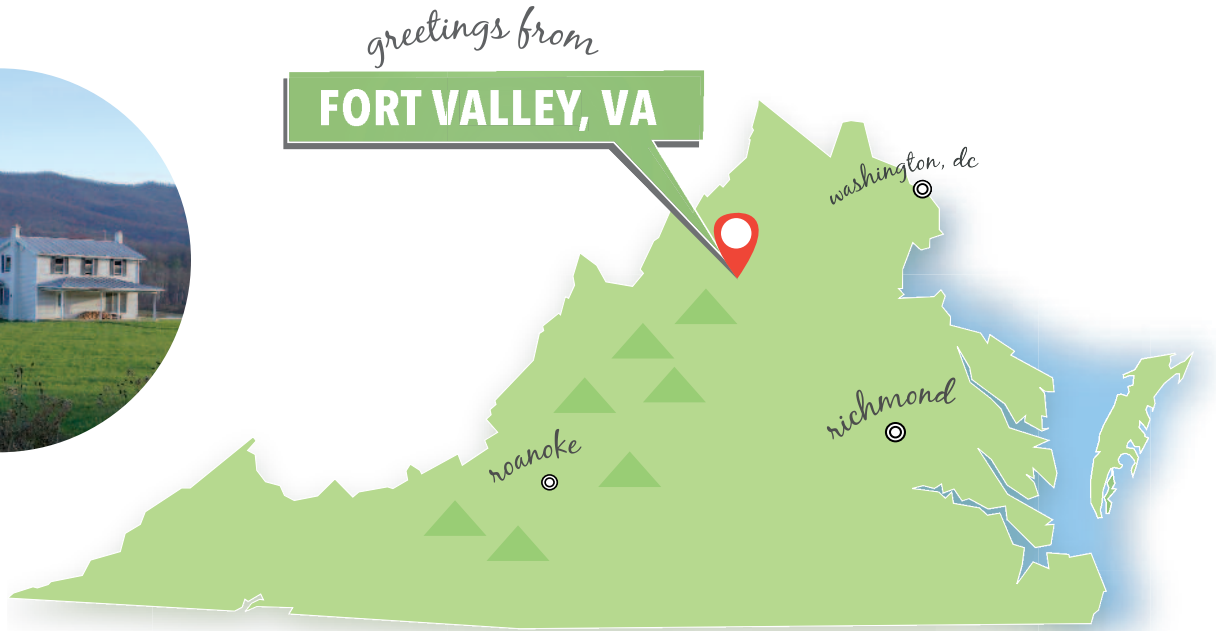 greetings from
FORT VALLEY, VA
washington, dc
richmond
roanoke